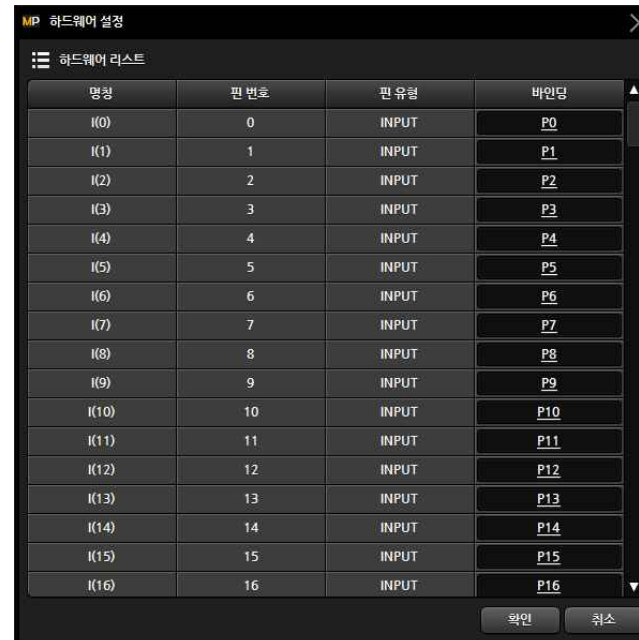 MP 하드웨어 설정
하드웨어 리스트
명칭 핀 번호 핀 유형 바인딩
I(0) 0 INPUT P0
I(1) 1 INPUT P1
I(2) 2 INPUT P2
I(3) 3 INPUT P3
I(4) 4 INPUT P4
I(5) 5 INPUT P5
I(6) 6 INPUT P6
I(7) 7 INPUT P7
I(8) 8 INPUT P8
I(9) 9 INPUT P9
I(10) 10 INPUT P10
I(11) 11 INPUT P11
I(12) 12 INPUT P12
I(13) 13 INPUT P13
I(14) 14 INPUT P14
I(15) 15 INPUT P15
I(16) 16 INPUT P16
확인 취소